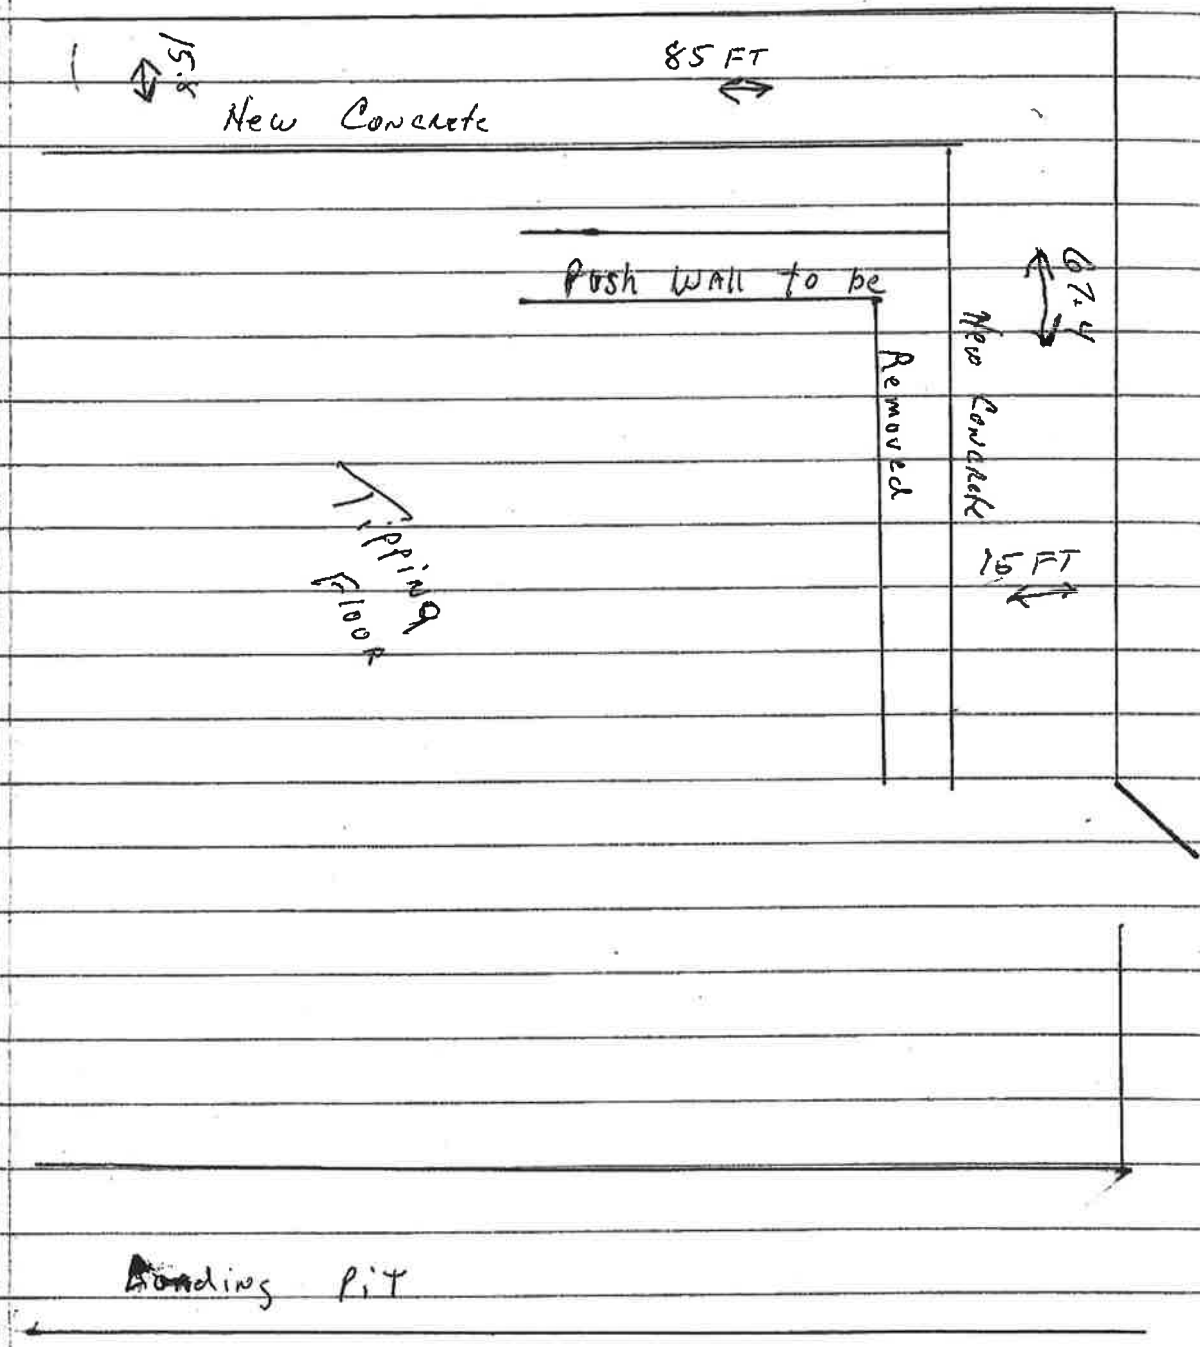 15.2
85 FT
New Concrete
Push Wall to be
Removed
67.4
New Concrete
15 FT
Tipping
Floor
Loading Pit